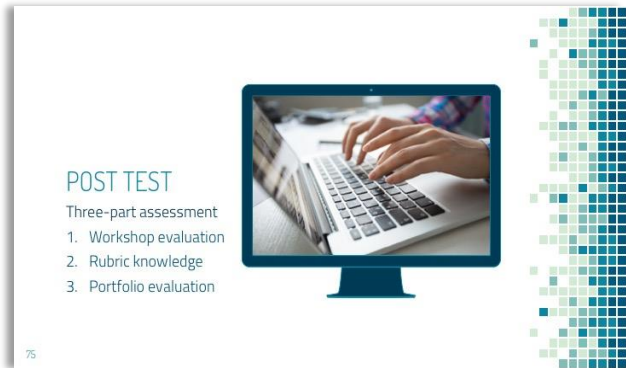 POST TEST
Three-part assessment
1. Workshop evaluation
2. Rubric knowledge
3. Portfolio evaluation
75